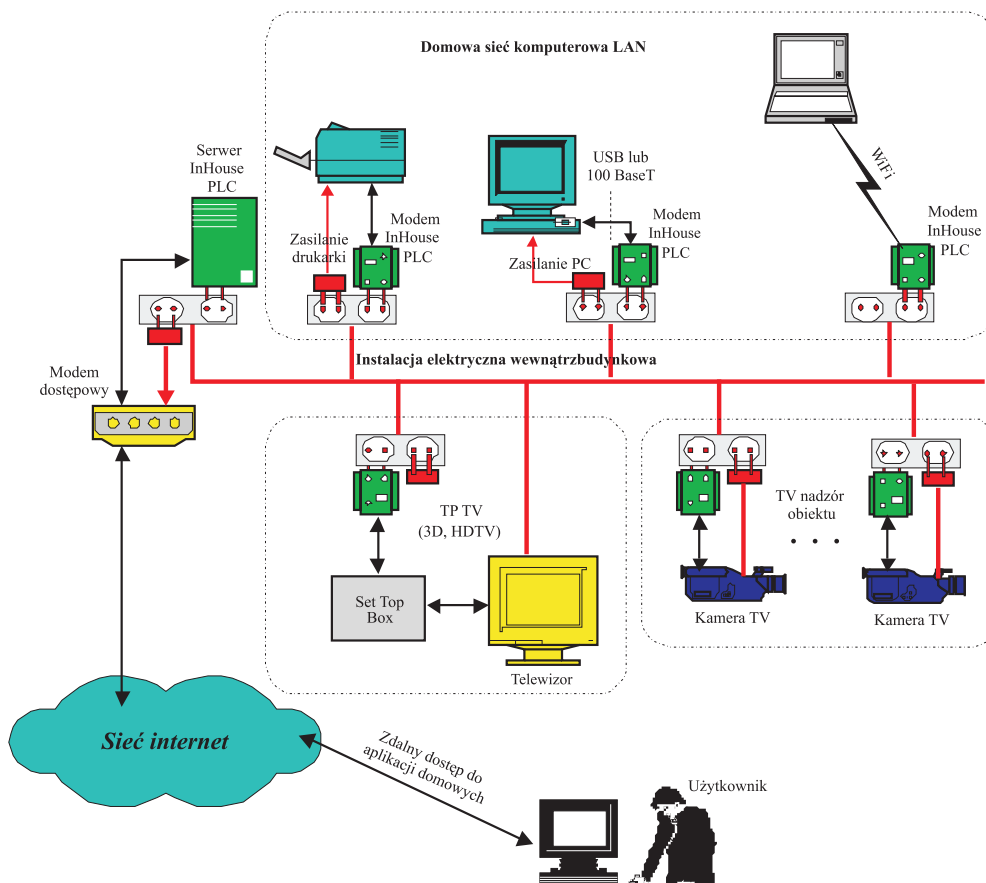 Domowa sieć komputerowa LAN
Serwer
InHouse
PLC
Zasilanie
drukarki
Modem
InHouse
PLC
USB lub
100 BaseT
Zasilanie PC
Modem
InHouse
PLC
WiFi
Modem
InHouse
PLC
Instalacja elektryczna wewnątrzbudynkowa
Modem
dostępowy
TP TV
(3D, HDTV)
Set Top
Box
Telewizor
TV nadzór
obiektu
. . .
Kamera TV
Kamera TV
Sieć internet
Zdalny dostęp do
aplikacji domowych
Użytkownik